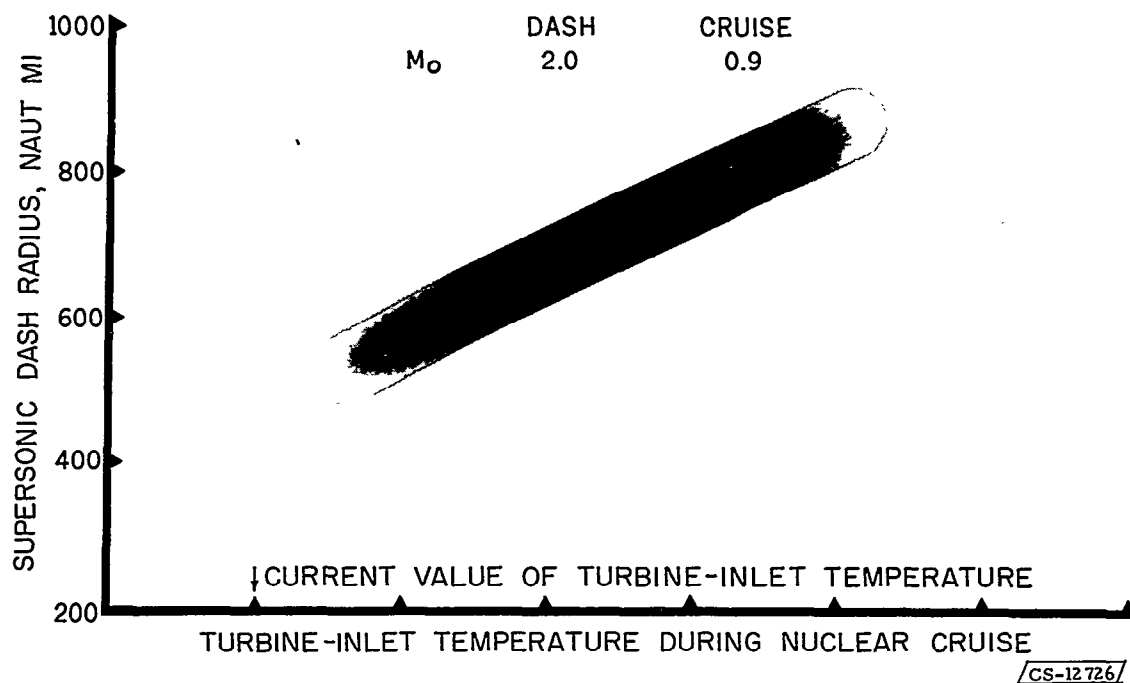 1000
DASH CRUISE
M₀ 2.0 0.9
800
600
400
200
SUPERSONIC DASH RADIUS, NAUT MI
CURRENT VALUE OF TURBINE-INLET TEMPERATURE
TURBINE-INLET TEMPERATURE DURING NUCLEAR CRUISE
CS-12726